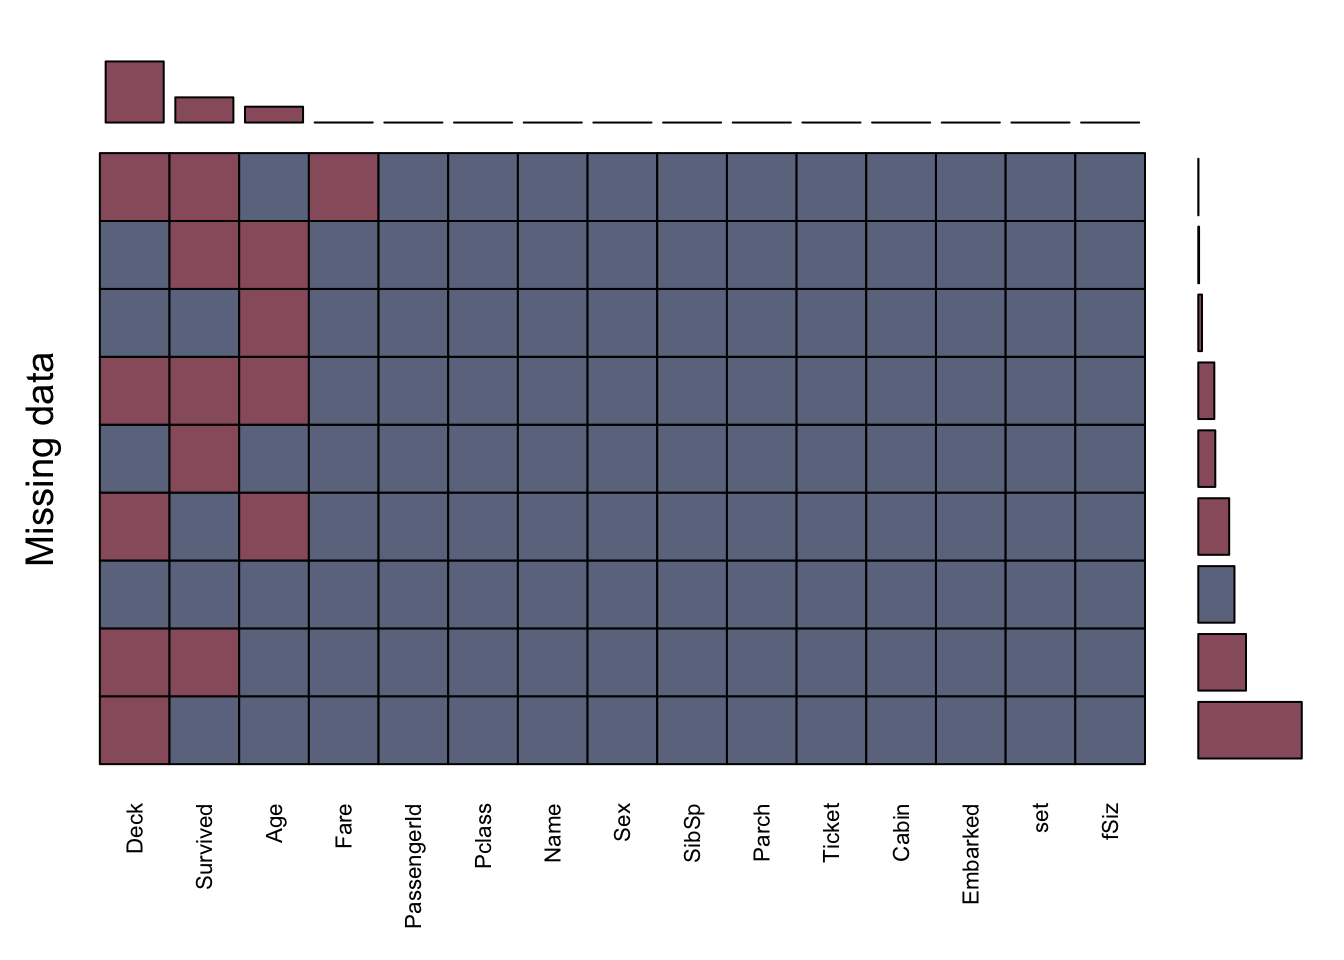 Missing data
Deck
Survived
Age
Fare
PassengerId
Pclass
Name
Sex
SibSp
Parch
Ticket
Cabin
Embarked
set
fSiz